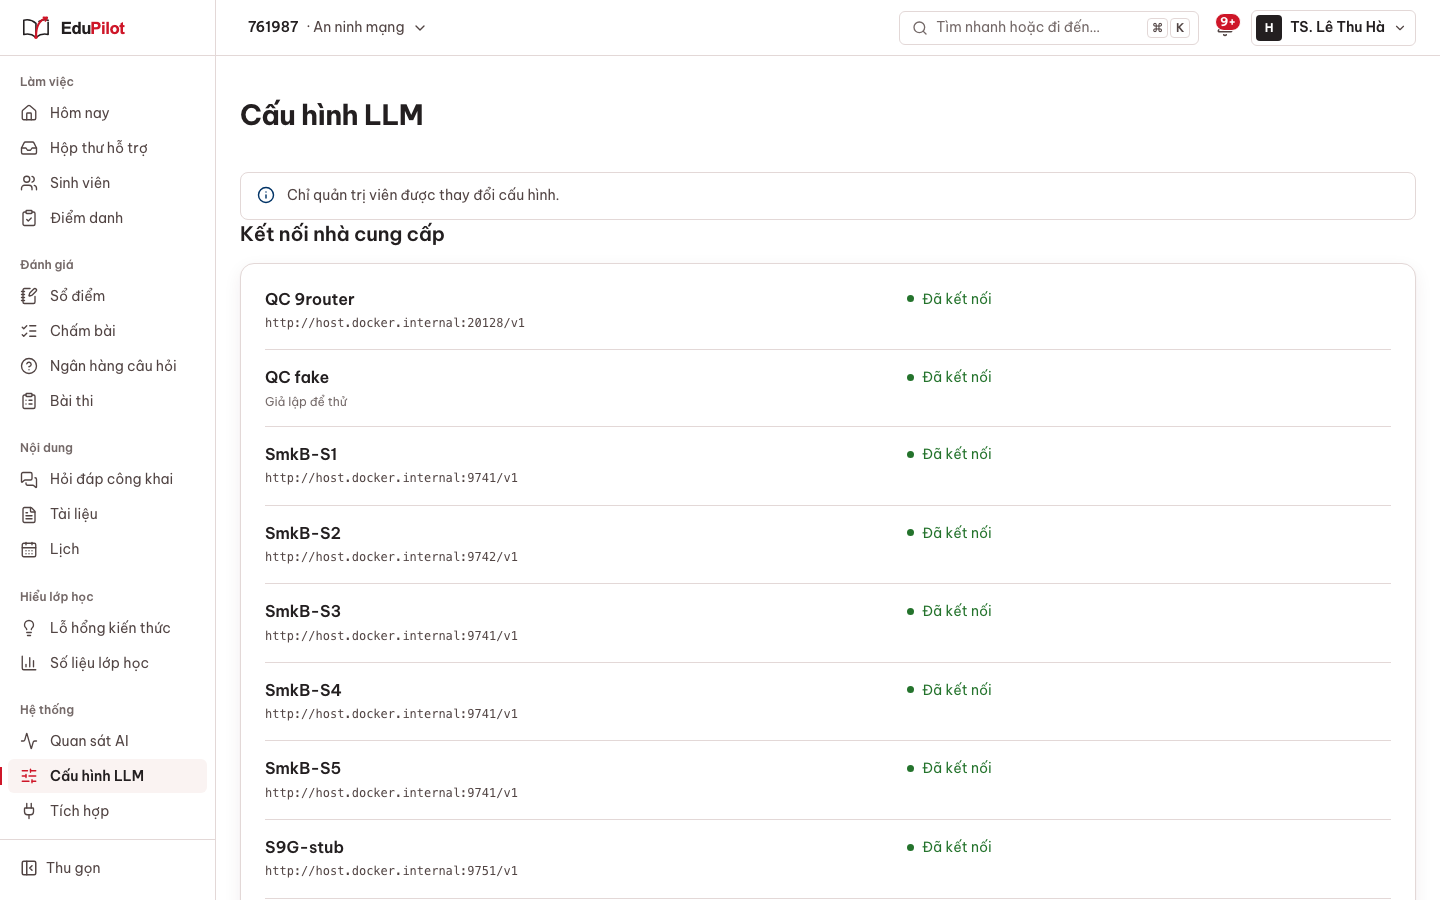 EduPilot
761987 · An ninh mạng
Tìm nhanh hoặc đi đến...
⌘ K
9+
H TS. Lê Thu Hà
Làm việc
Hôm nay
Hộp thư hỗ trợ
Sinh viên
Điểm danh
Đánh giá
Sổ điểm
Chấm bài
Ngân hàng câu hỏi
Bài thi
Nội dung
Hỏi đáp công khai
Tài liệu
Lịch
Hiểu lớp học
Lỗ hổng kiến thức
Số liệu lớp học
Hệ thống
Quan sát AI
Cấu hình LLM
Tích hợp
Thu gọn
Cấu hình LLM
Chỉ quản trị viên được thay đổi cấu hình.
Kết nối nhà cung cấp
QC 9router
Đã kết nối
http://host.docker.internal:20128/v1
QC fake
Đã kết nối
Giả lập để thử
SmkB-S1
Đã kết nối
http://host.docker.internal:9741/v1
SmkB-S2
Đã kết nối
http://host.docker.internal:9742/v1
SmkB-S3
Đã kết nối
http://host.docker.internal:9741/v1
SmkB-S4
Đã kết nối
http://host.docker.internal:9741/v1
SmkB-S5
Đã kết nối
http://host.docker.internal:9741/v1
S9G-stub
Đã kết nối
http://host.docker.internal:9751/v1